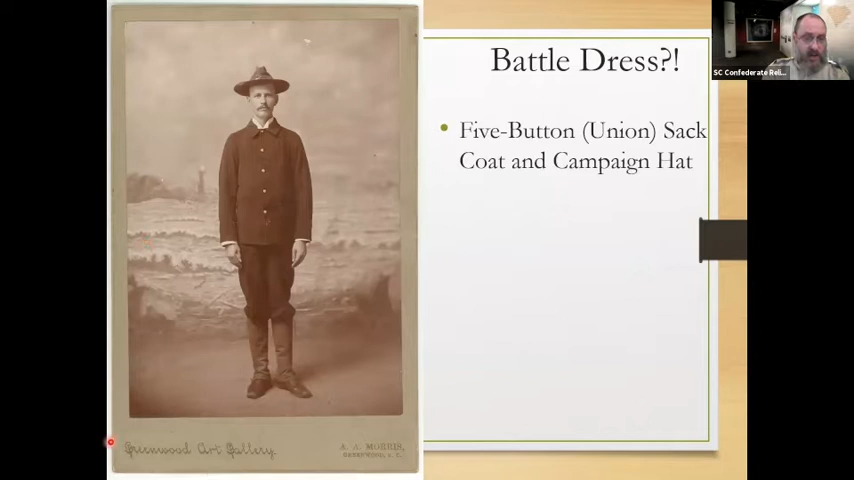 Battle Dress?!
SC Confederate Reli...
Five-Button (Union) Sack
Coat and Campaign Hat
Greenwood Art Gallery.
A. A. MORRIS,
GREENWOOD, S. C.